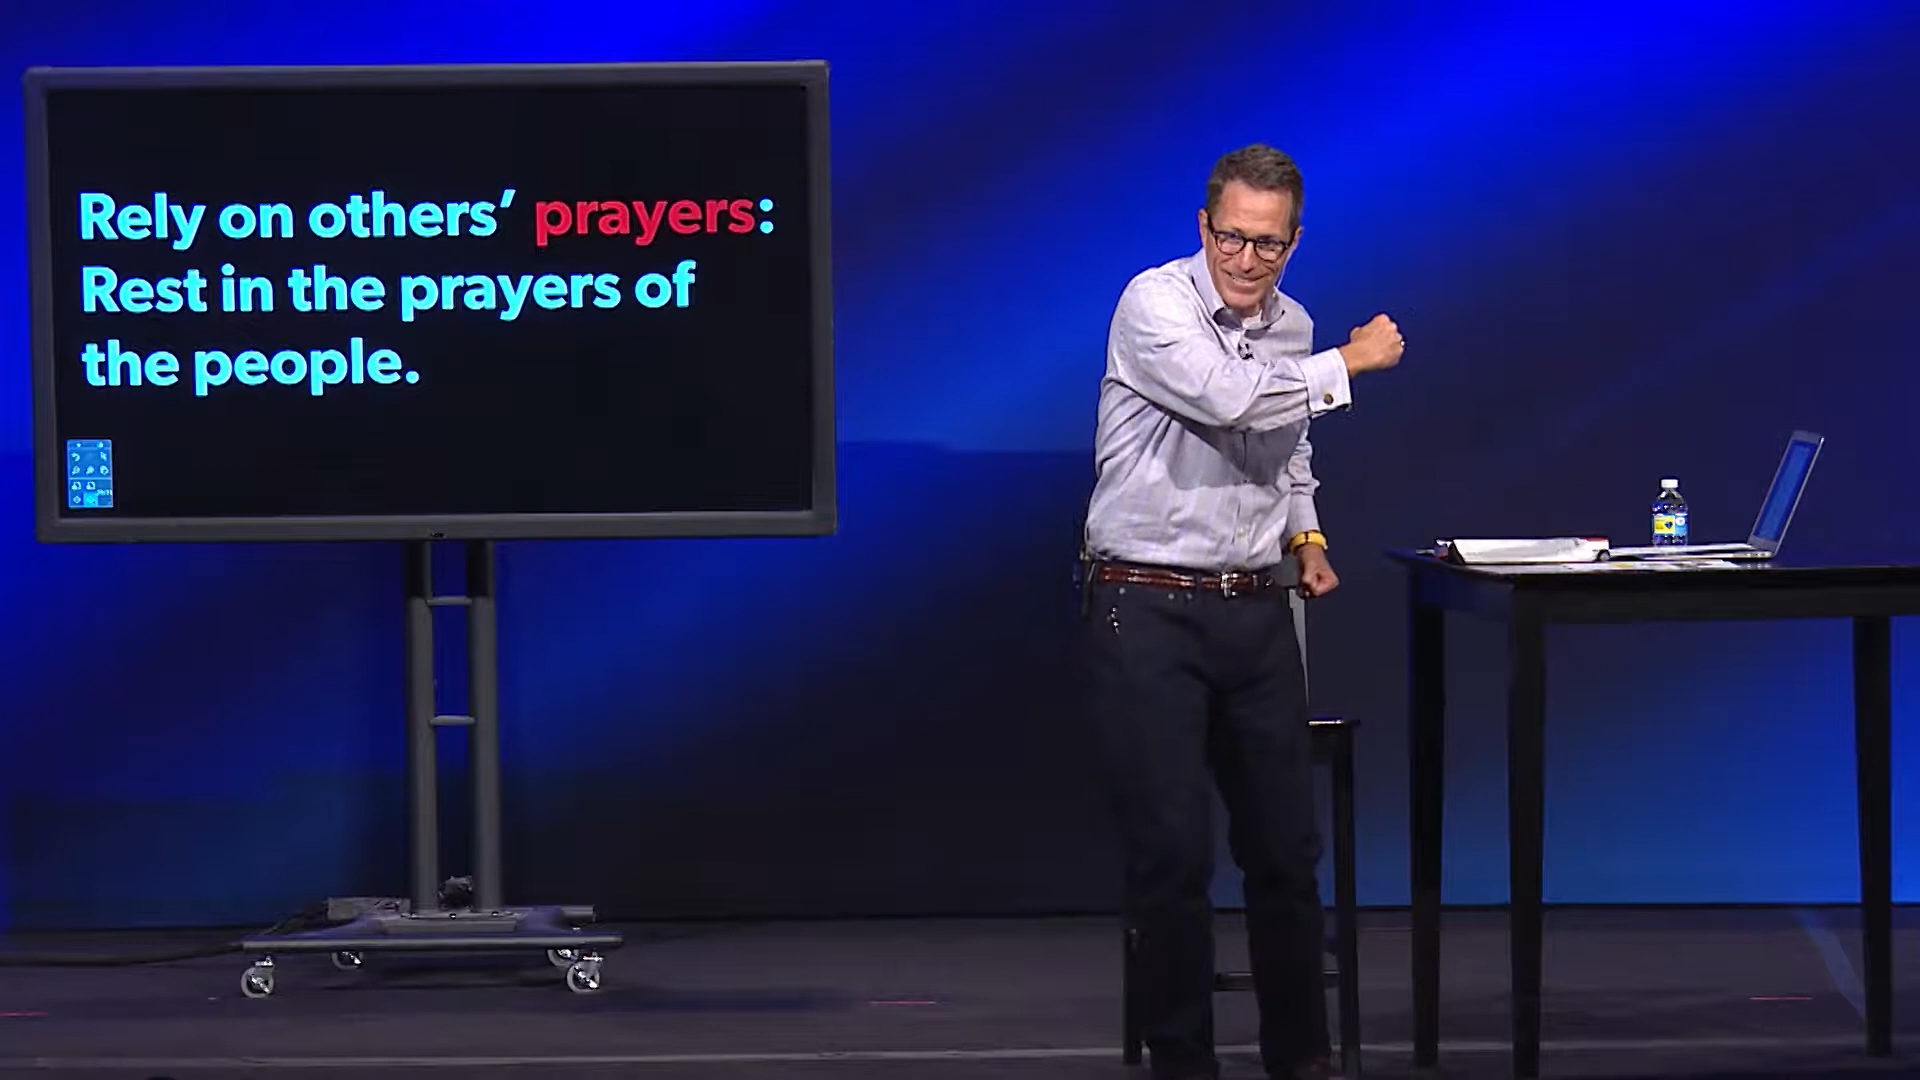 Rely on others’ prayers:
Rest in the prayers of
the people.